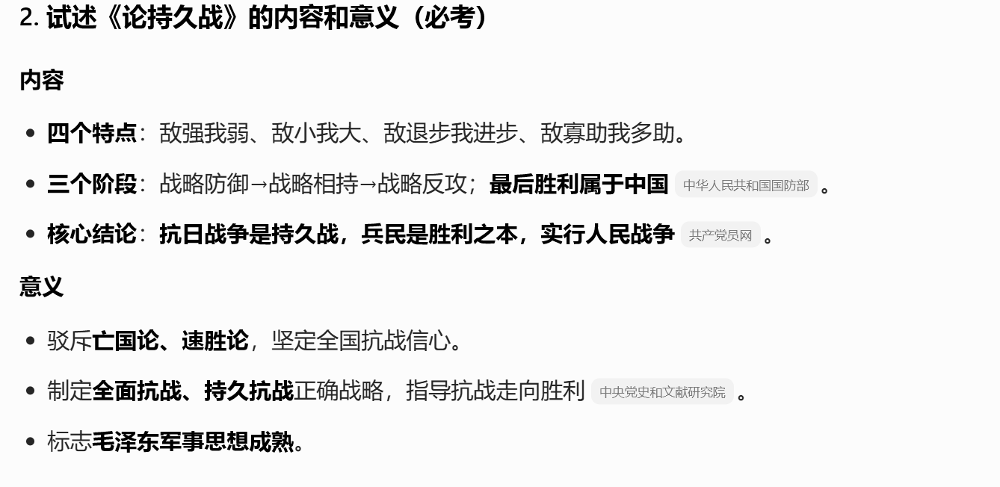 2. 试述《论持久战》的内容和意义（必考）
内容
• 四个特点：敌强我弱、敌小我大、敌退步我进步、敌寡助我多助。
• 三个阶段：战略防御→战略相持→战略反攻；最后胜利属于中国 中华人民共和国国防部 。
• 核心结论：抗日战争是持久战，兵民是胜利之本，实行人民战争 共产党员网 。
意义
• 驳斥亡国论、速胜论，坚定全国抗战信心。
• 制定全面抗战、持久抗战正确战略，指导抗战走向胜利 中央党史和文献研究院 。
• 标志毛泽东军事思想成熟。